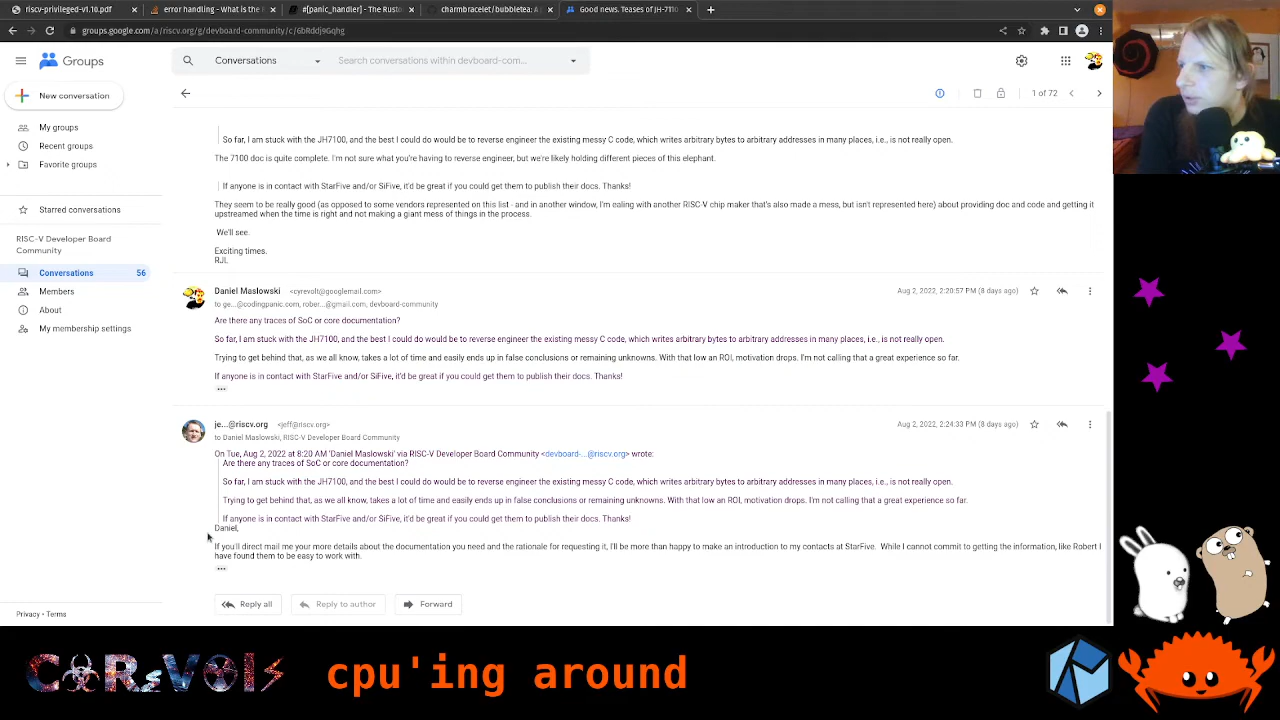 riscv-privileged-v1.10.pdf
error handling - What is the
#[panic_handler] - The Rust
charmbracelet/bubbletea: A
Good news. Teases of JH-7110
groups.google.com/a/riscv.org/g/devboard-community/c/6bRddj9Gqhg
Groups
Conversations
Search conversations within devboard-com...
New conversation
1 of 72
My groups
Recent groups
Favorite groups
Starred conversations
RISC-V Developer Board
Community
Conversations 56
Members
About
My membership settings
Privacy • Terms
So far, I am stuck with the JH7100, and the best I could do would be to reverse engineer the existing messy C code, which writes arbitrary bytes to arbitrary addresses in many places, i.e., is not really open.
The 7100 doc is quite complete. I'm not sure what you're having to reverse engineer, but we're likely holding different pieces of this elephant.
If anyone is in contact with StarFive and/or SiFive, it'd be great if you could get them to publish their docs. Thanks!
They seem to be really good (as opposed to some vendors represented on this list - and in another window, I'm ealing with another RISC-V chip maker that's also made a mess, but isn't represented here) about providing doc and code and getting it
upstreamed when the time is right and not making a giant mess of things in the process.
We'll see.
Exciting times.
RJL
Daniel Maslowski <cyrevolt@googlemail.com>
Aug 2, 2022, 2:20:57 PM (8 days ago)
to ge...@codingpanic.com, rober...@gmail.com, devboard-community
Are there any traces of SoC or core documentation?
So far, I am stuck with the JH7100, and the best I could do would be to reverse engineer the existing messy C code, which writes arbitrary bytes to arbitrary addresses in many places, i.e., is not really open.
Trying to get behind that, as we all know, takes a lot of time and easily ends up in false conclusions or remaining unknowns. With that low an ROI, motivation drops. I'm not calling that a great experience so far.
If anyone is in contact with StarFive and/or SiFive, it'd be great if you could get them to publish their docs. Thanks!
je...@riscv.org <jeff@riscv.org>
Aug 2, 2022, 2:24:33 PM (8 days ago)
to Daniel Maslowski, RISC-V Developer Board Community
On Tue, Aug 2, 2022 at 8:20 AM 'Daniel Maslowski' via RISC-V Developer Board Community <devboard-...@riscv.org> wrote:
Are there any traces of SoC or core documentation?
So far, I am stuck with the JH7100, and the best I could do would be to reverse engineer the existing messy C code, which writes arbitrary bytes to arbitrary addresses in many places, i.e., is not really open.
Trying to get behind that, as we all know, takes a lot of time and easily ends up in false conclusions or remaining unknowns. With that low an ROI, motivation drops. I'm not calling that a great experience so far.
If anyone is in contact with StarFive and/or SiFive, it'd be great if you could get them to publish their docs. Thanks!
Daniel,
If you'll direct mail me your more details about the documentation you need and the rationale for requesting it, I'll be more than happy to make an introduction to my contacts at StarFive. While I cannot commit to getting the information, like Robert I
have found them to be easy to work with.
Reply all
Reply to author
Forward
cpu'ing around